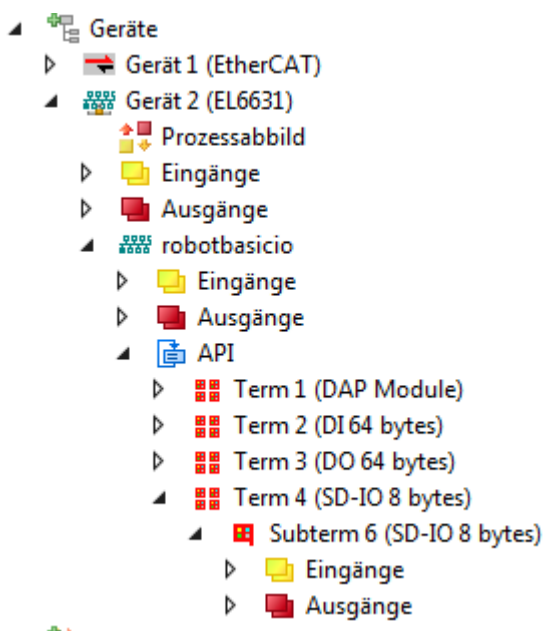 Geräte
Gerät 1 (EtherCAT)
Gerät 2 (EL6631)
Prozessabbild
Eingänge
Ausgänge
robotbasicio
Eingänge
Ausgänge
API
Term 1 (DAP Module)
Term 2 (DI 64 bytes)
Term 3 (DO 64 bytes)
Term 4 (SD-IO 8 bytes)
Subterm 6 (SD-IO 8 bytes)
Eingänge
Ausgänge